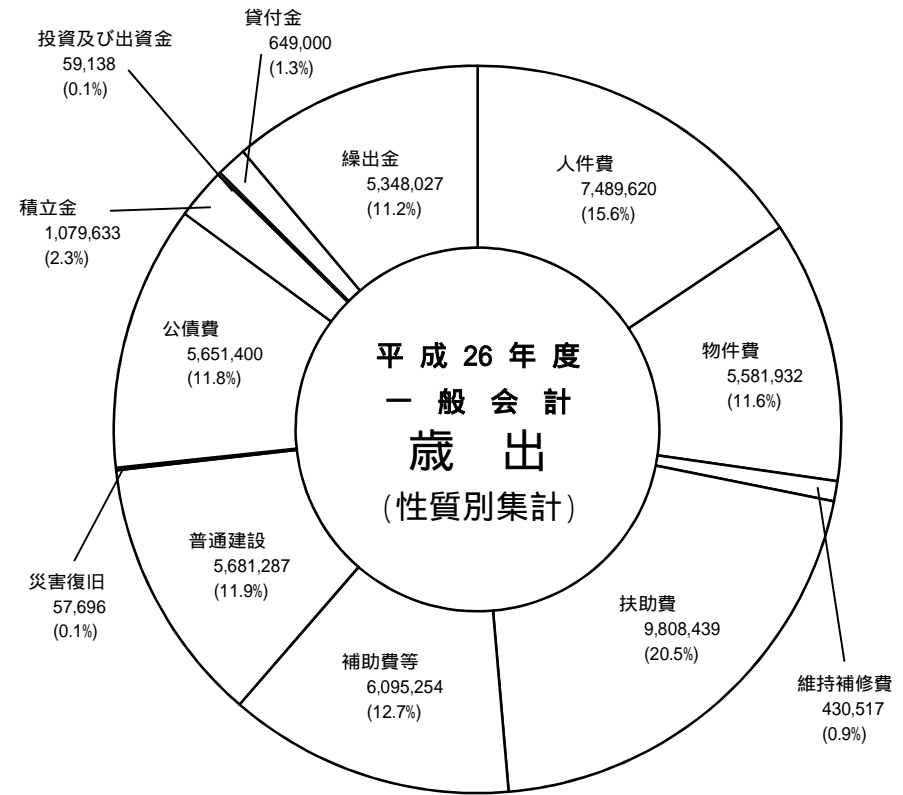 貸付金
649,000
(1.3%)
投資及び出資金
59,138
(0.1%)
積立金
1,079,633
(2.3%)
繰出金
5,348,027
(11.2%)
人件費
7,489,620
(15.6%)
公債費
5,651,400
(11.8%)
物件費
5,581,932
(11.6%)
平成26年度
一般会計
歳出
(性質別集計)
災害復旧
57,696
(0.1%)
普通建設
5,681,287
(11.9%)
補助費等
6,095,254
(12.7%)
扶助費
9,808,439
(20.5%)
維持補修費
430,517
(0.9%)